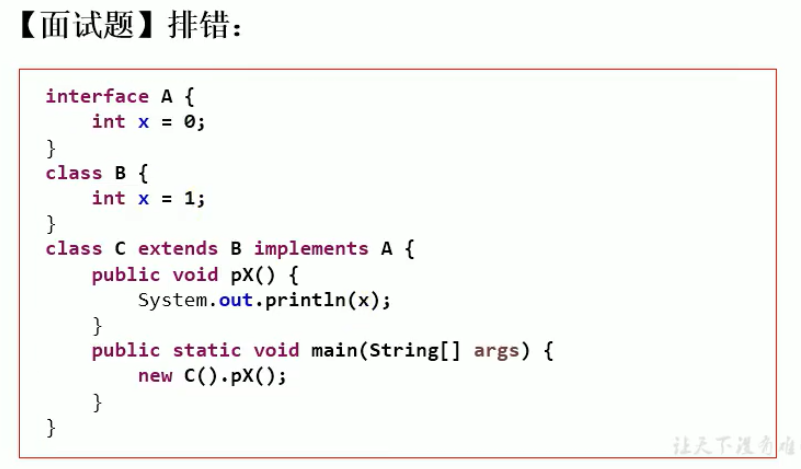 【面试题】排错：
interface A {
    int x = 0;
}
class B {
    int x = 1;
}
class C extends B implements A {
    public void pX() {
        System.out.println(x);
    }
    public static void main(String[] args) {
        new C().pX();
    }
}
让天下没有难